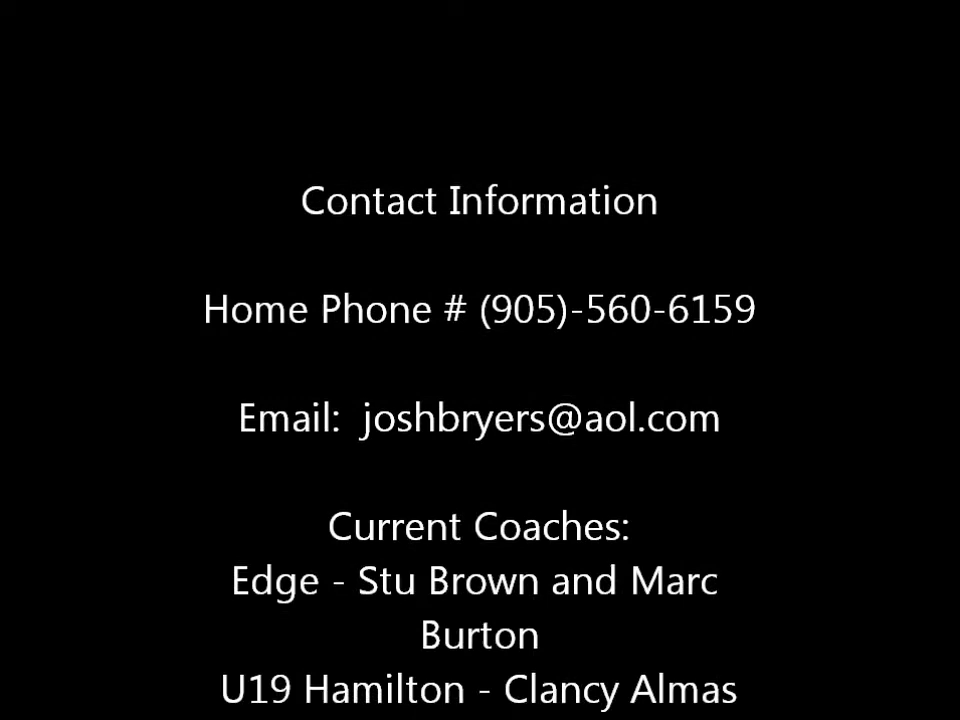 Contact Information
Home Phone # (905)-560-6159
Email:  joshbryers@aol.com
Current Coaches:
Edge - Stu Brown and Marc
Burton
U19 Hamilton - Clancy Almas